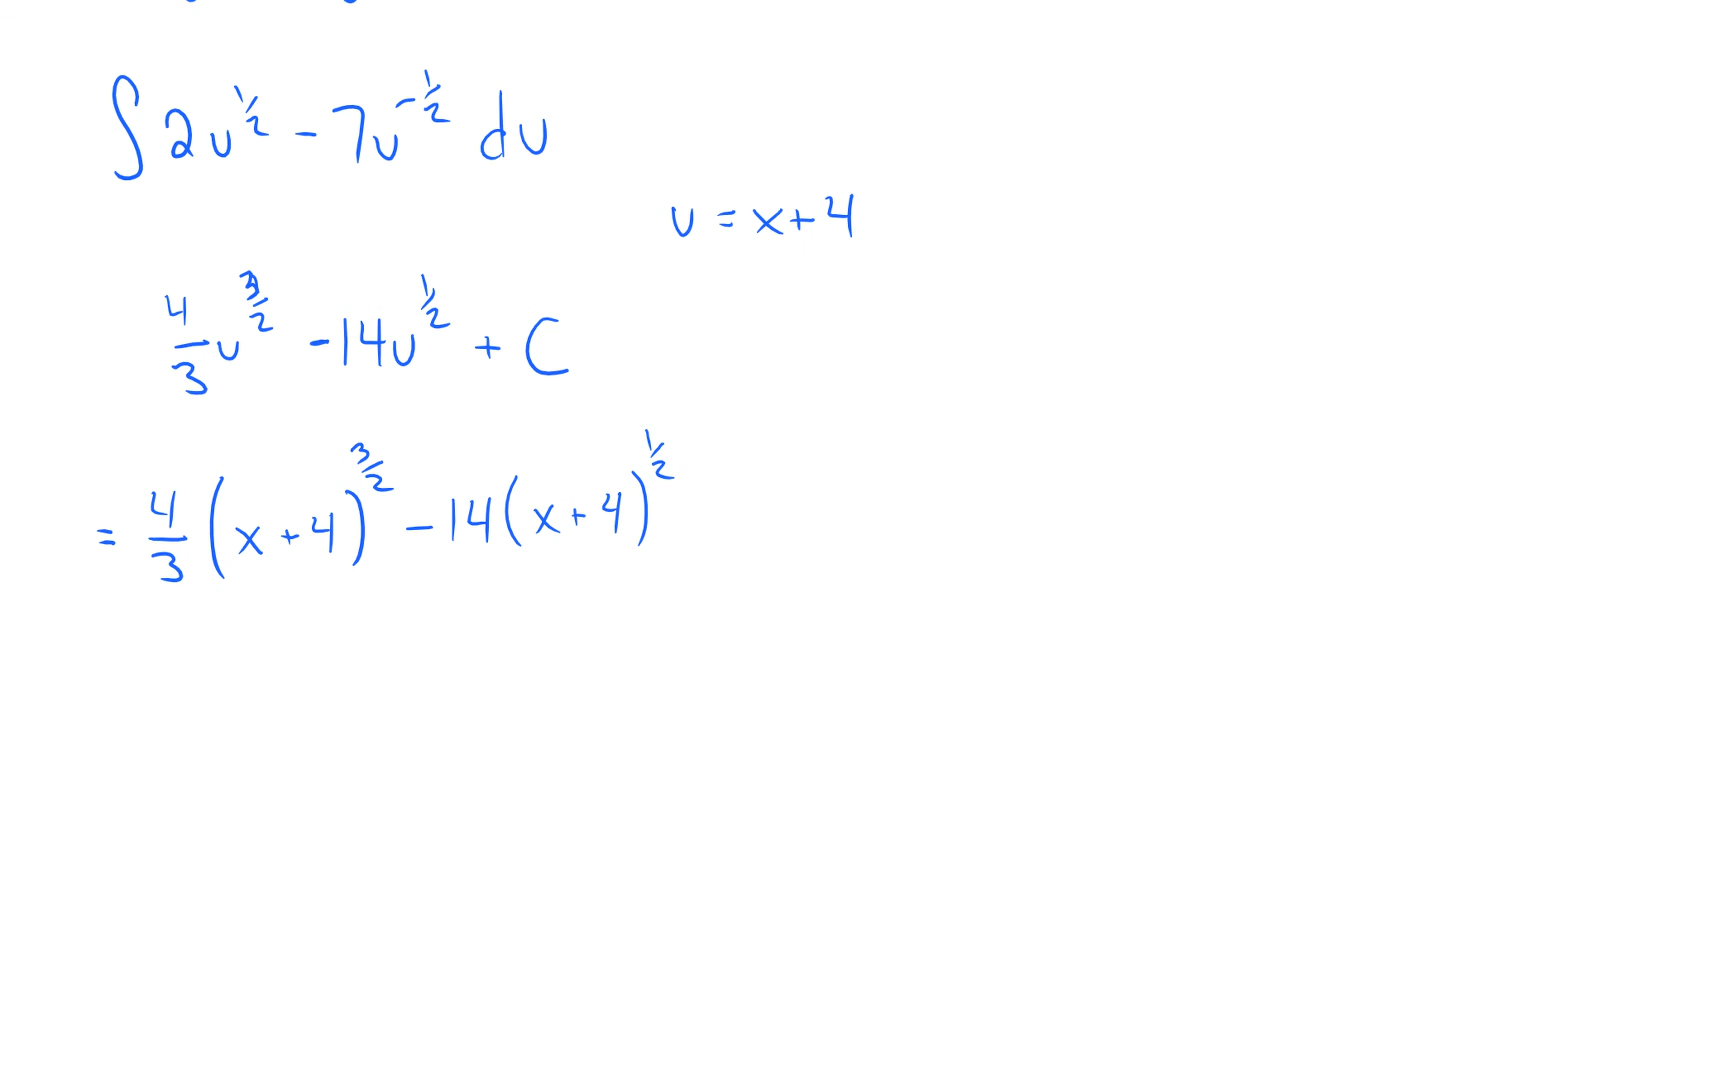 ∫ 2u^{1/2} - 7u^{-1/2} du
u = x+4
4/3 u^{3/2} - 14u^{1/2} + C
= 4/3 (x+4)^{3/2} - 14(x+4)^{1/2}